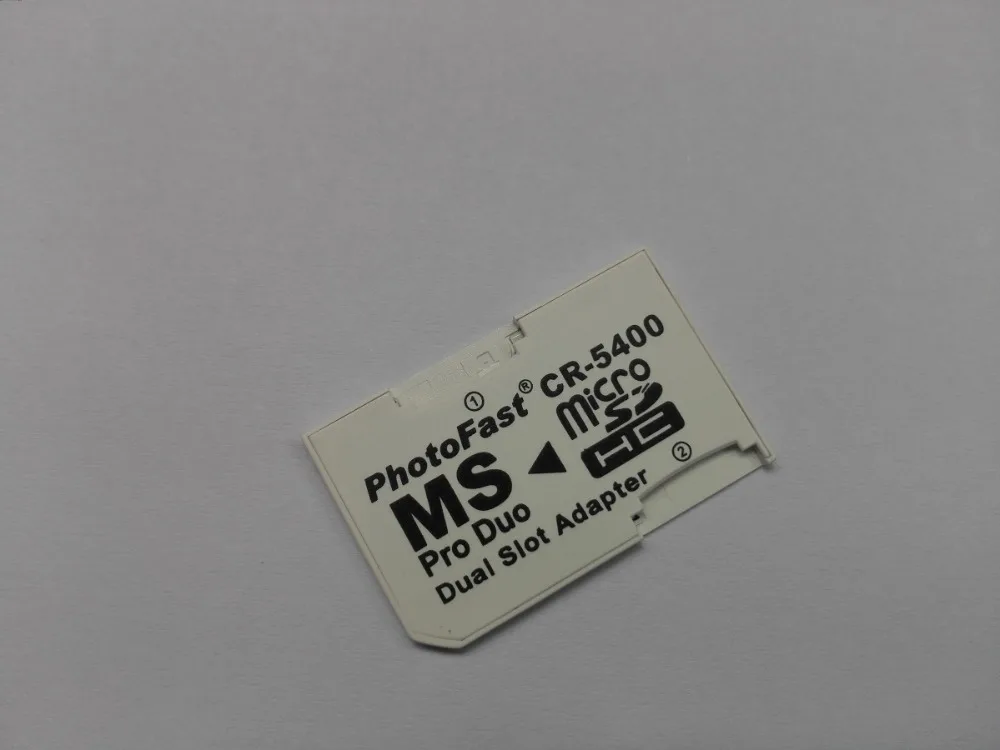 ①
PhotoFast® CR-5400
MS ◀ micro SD HC
Pro Duo
②
Dual Slot Adapter